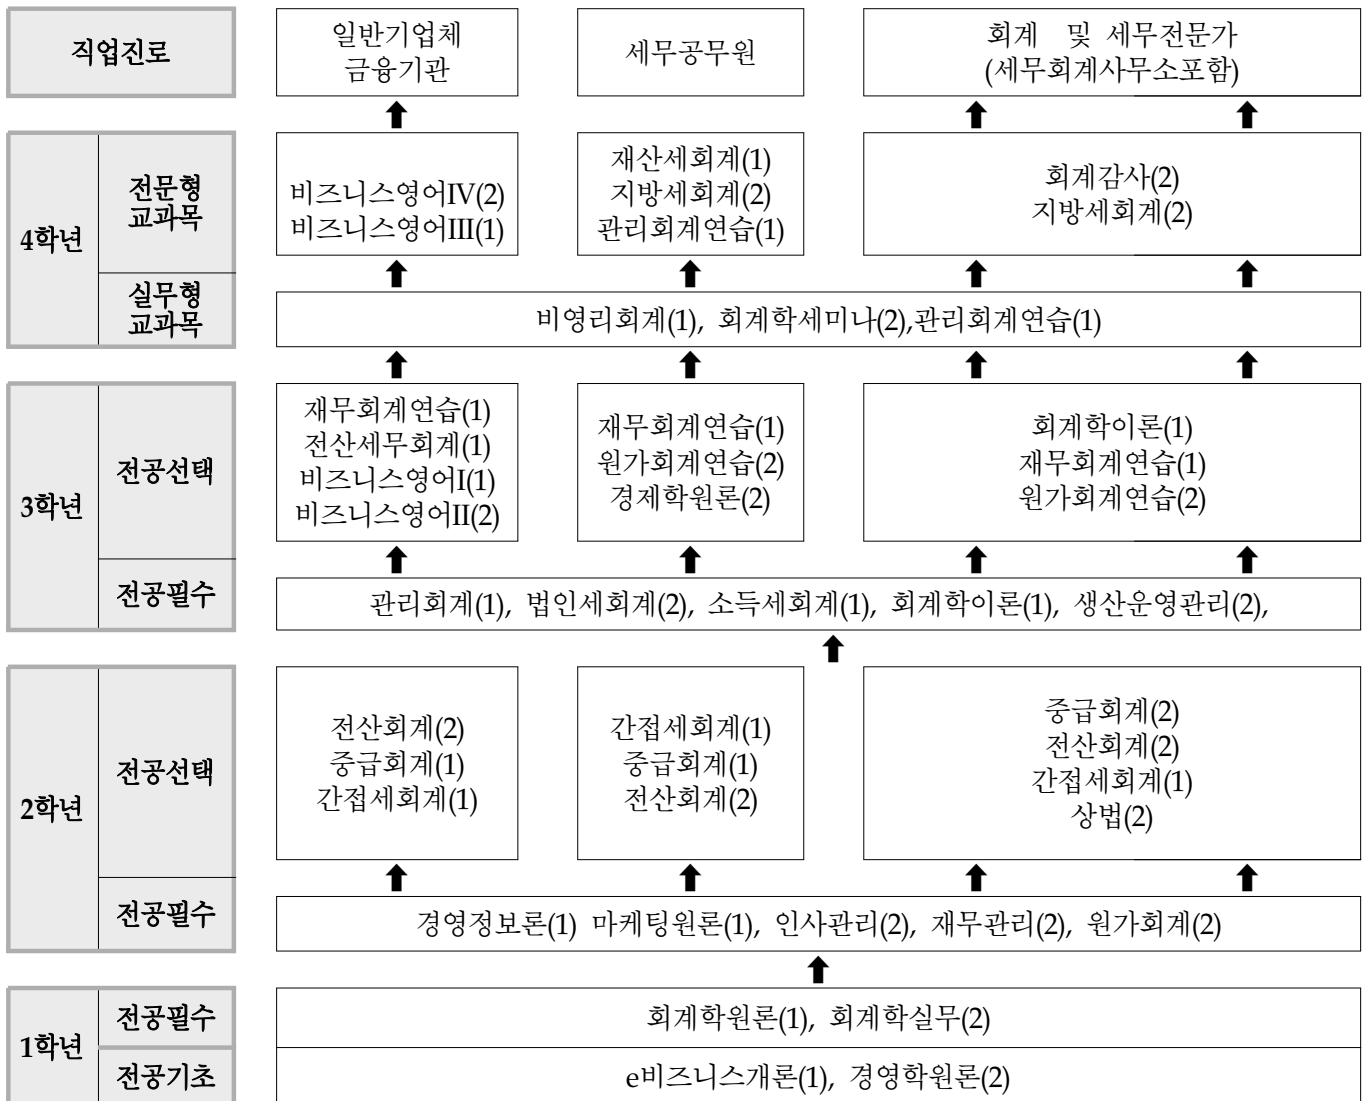 직업진로
일반기업체
금융기관
세무공무원
회계 및 세무전문가
(세무회계사무소포함)
4학년
전문형
교과목
비즈니스영어IV(2)
비즈니스영어III(1)
재산세회계(1)
지방세회계(2)
관리회계연습(1)
회계감사(2)
지방세회계(2)
실무형
교과목
비영리회계(1), 회계학세미나(2),관리회계연습(1)
3학년
전공선택
재무회계연습(1)
전산세무회계(1)
비즈니스영어I(1)
비즈니스영어II(2)
재무회계연습(1)
원가회계연습(2)
경제학원론(2)
회계학이론(1)
재무회계연습(1)
원가회계연습(2)
전공필수
관리회계(1), 법인세회계(2), 소득세회계(1), 회계학이론(1), 생산운영관리(2),
2학년
전공선택
전산회계(2)
중급회계(1)
간접세회계(1)
간접세회계(1)
중급회계(1)
전산회계(2)
중급회계(2)
전산회계(2)
간접세회계(1)
상법(2)
전공필수
경영정보론(1) 마케팅원론(1), 인사관리(2), 재무관리(2), 원가회계(2)
1학년
전공필수
회계학원론(1), 회계학실무(2)
전공기초
e비즈니스개론(1), 경영학원론(2)